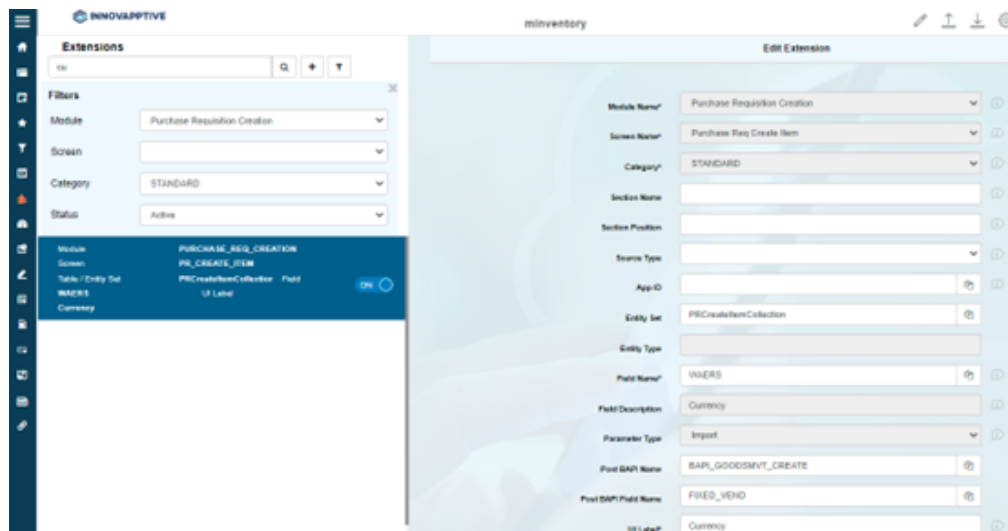 INNOVAPPTIVE
mInventory
Extensions
cur
Filters
Module Purchase Requisition Creation
Screen
Category STANDARD
Status Active
Module PURCHASE_REQ_CREATION
Screen PR_CREATE_ITEM
Table / Entity Set PRCreateItemCollection Field
WAERS UI Label
Currency
ON
Edit Extension
Module Name* Purchase Requisition Creation
Screen Name* Purchase Req Create Item
Category* STANDARD
Section Name
Section Position
Source Type
App ID
Entity Set PRCreateItemCollection
Entity Type
Field Name* WAERS
Field Description Currency
Parameter Type Import
Post BAPI Name BAPI_GOODSMVT_CREATE
Post BAPI Field Name FIXED_VEND
UI Label* Currency